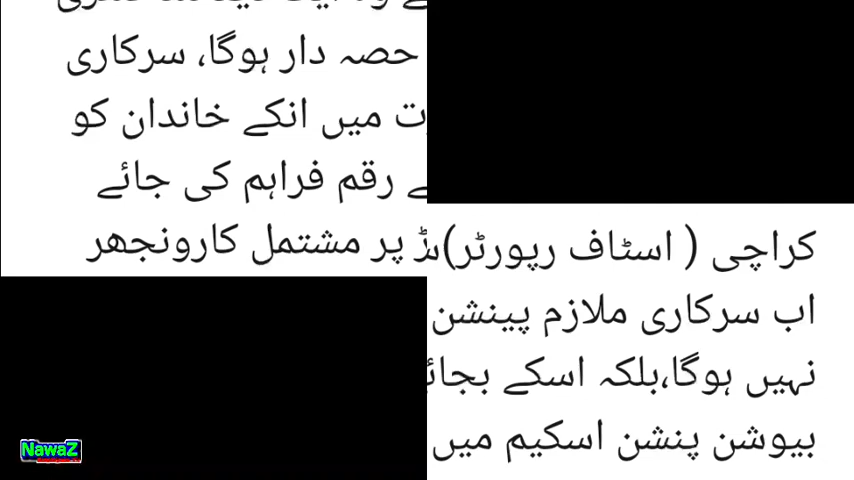 حصہ دار ہوگا، سرکاری
میں انکے خاندان کو
رقم فراہم کی جائے
پر مشتمل کارونجھر
کراچی ( اسٹاف رپورٹر)
اب سرکاری ملازم پینشن
نہیں ہوگا،بلکہ اسکے بجائے
بیوشن پنشن اسکیم میں
NawaZ